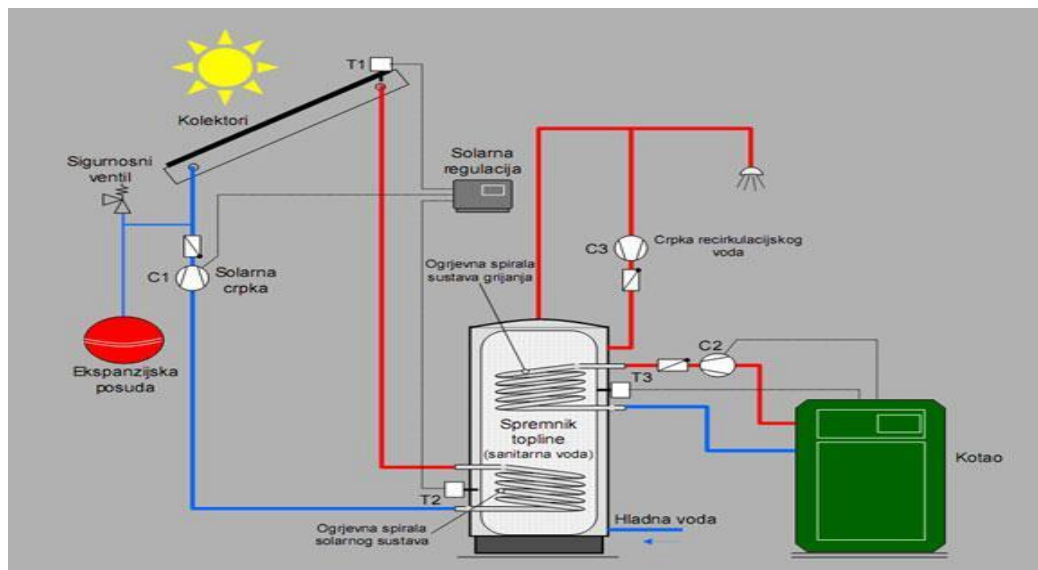 T1
Kolektori
Sigurnosni
ventil
Solarna
regulacija
C1
Solarna
crpka
C3
Crpka recirkulacijskog
voda
Ogrjevna spirala
sustava grijanja
Ekspanzijska
posuda
C2
T3
Spremnik
topline
(sanitarna voda)
Kotao
T2
Ogrjevna spirala
solarnog sustava
Hladna voda